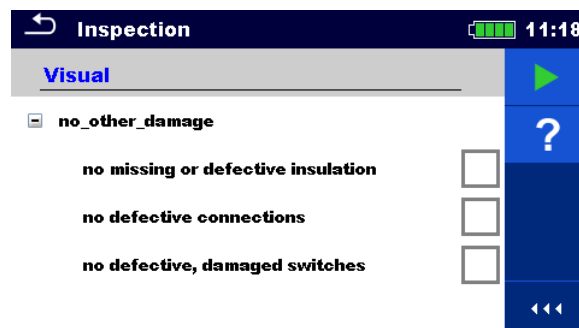 Inspection 11:18
Visual
no_other_damage
?
no missing or defective insulation
no defective connections
no defective, damaged switches